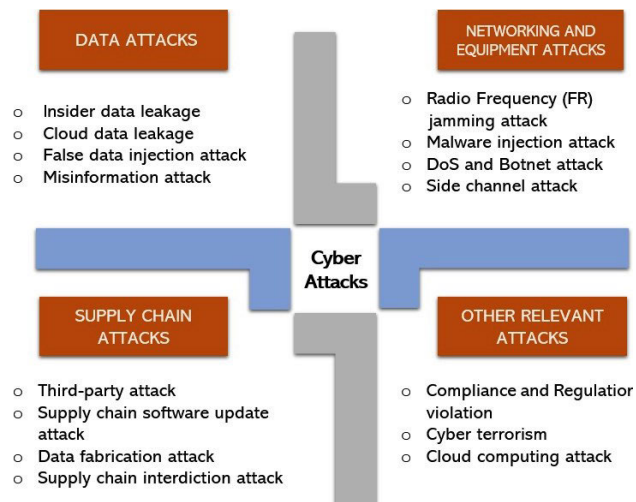 DATA ATTACKS
o Insider data leakage
o Cloud data leakage
o False data injection attack
o Misinformation attack
NETWORKING AND
EQUIPMENT ATTACKS
o Radio Frequency (FR)
jamming attack
o Malware injection attack
o DoS and Botnet attack
o Side channel attack
Cyber
Attacks
SUPPLY CHAIN
ATTACKS
o Third-party attack
o Supply chain software update
attack
o Data fabrication attack
o Supply chain interdiction attack
OTHER RELEVANT
ATTACKS
o Compliance and Regulation
violation
o Cyber terrorism
o Cloud computing attack